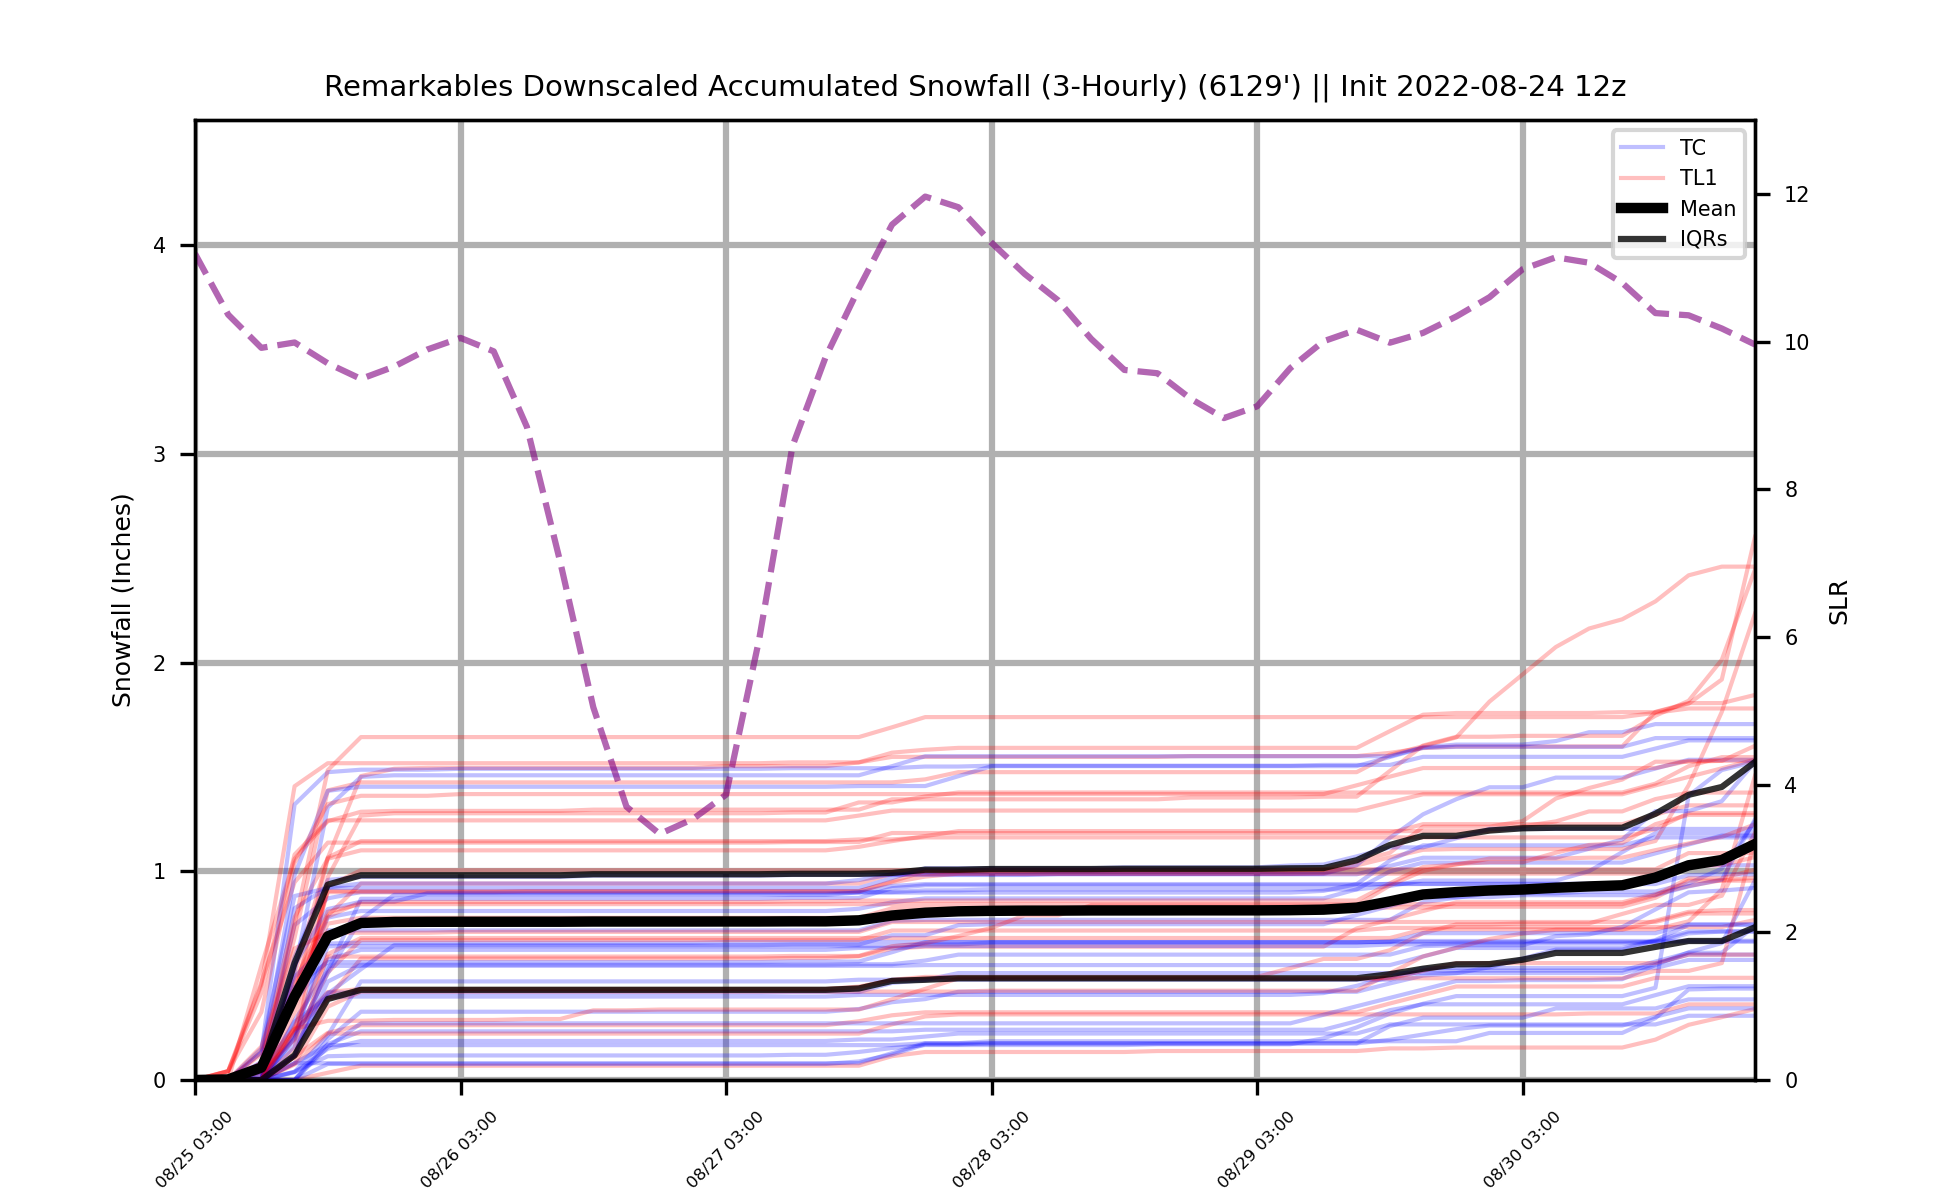 Remarkables Downscaled Accumulated Snowfall (3-Hourly) (6129') || Init 2022-08-24 12z
TC
TL1
Mean
IQRs
4
3
2
1
0
Snowfall (Inches)
12
10
8
6
4
2
0
SLR
08/25 03:00
08/26 03:00
08/27 03:00
08/28 03:00
08/29 03:00
08/30 03:00